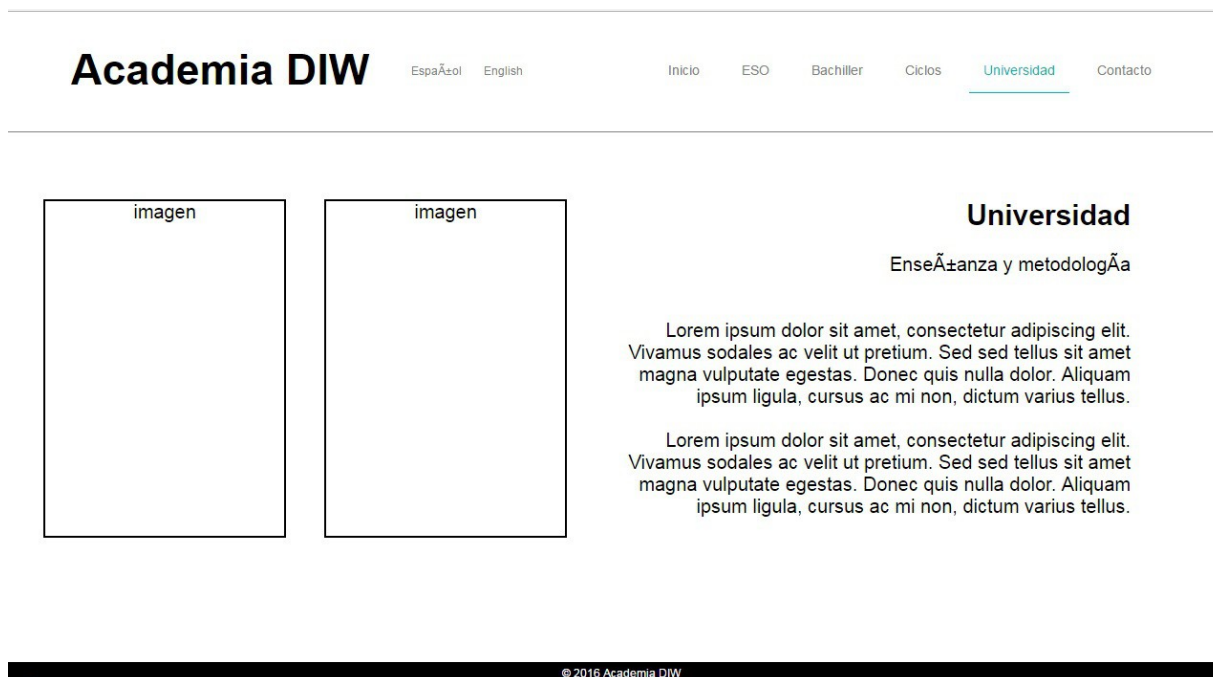 Academia DIW
EspaÃ±ol English
Inicio ESO Bachiller Ciclos Universidad Contacto
imagen
imagen
Universidad
EnseÃ±anza y metodologÃa
Lorem ipsum dolor sit amet, consectetur adipiscing elit.
Vivamus sodales ac velit ut pretium. Sed sed tellus sit amet
magna vulputate egestas. Donec quis nulla dolor. Aliquam
ipsum ligula, cursus ac mi non, dictum varius tellus.
Lorem ipsum dolor sit amet, consectetur adipiscing elit.
Vivamus sodales ac velit ut pretium. Sed sed tellus sit amet
magna vulputate egestas. Donec quis nulla dolor. Aliquam
ipsum ligula, cursus ac mi non, dictum varius tellus.
© 2016 Academia DIW